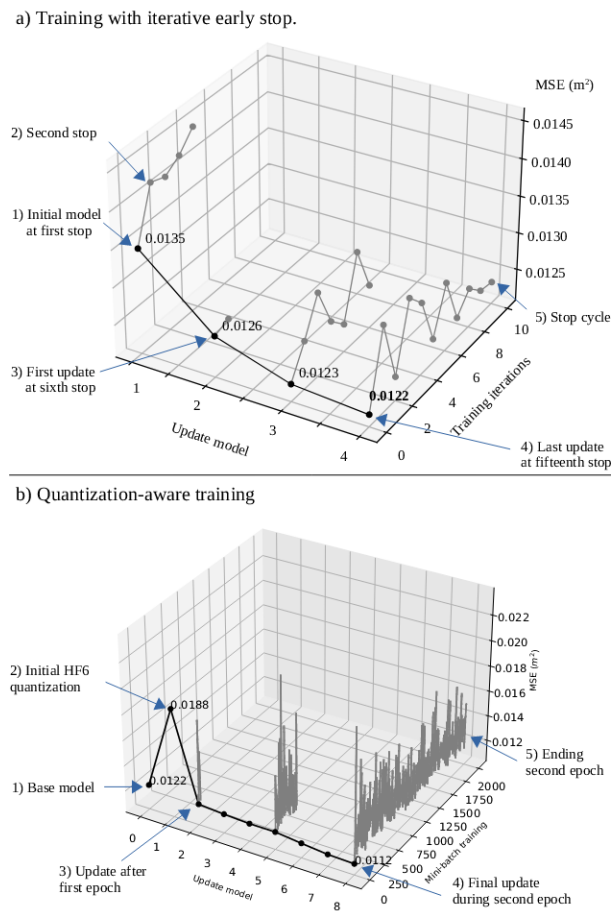 a) Training with iterative early stop.
MSE (m²)
0.0145
2) Second stop
0.0140
0.0135
1) Initial model
at first stop
0.0135
0.0130
0.0125
5) Stop cycle
0.0126
10
8
3) First update
at sixth stop
0.0123
6
1
0.0122
4
2
Training iterations
Update model
3
2
4
0
4) Last update
at fifteenth stop
b) Quantization-aware training
0.022
0.020
0.018
MSE (m²)
2) Initial HF6
quantization
0.016
0.0188
0.014
0.012
5) Ending
second epoch
1) Base model
0.0122
2000
1750
1500
1250
1000
750
500
250
0
Mini-batch training
0
1
2
3
4
5
6
7
8
Update model
0.0112
3) Update after
first epoch
4) Final update
during second epoch